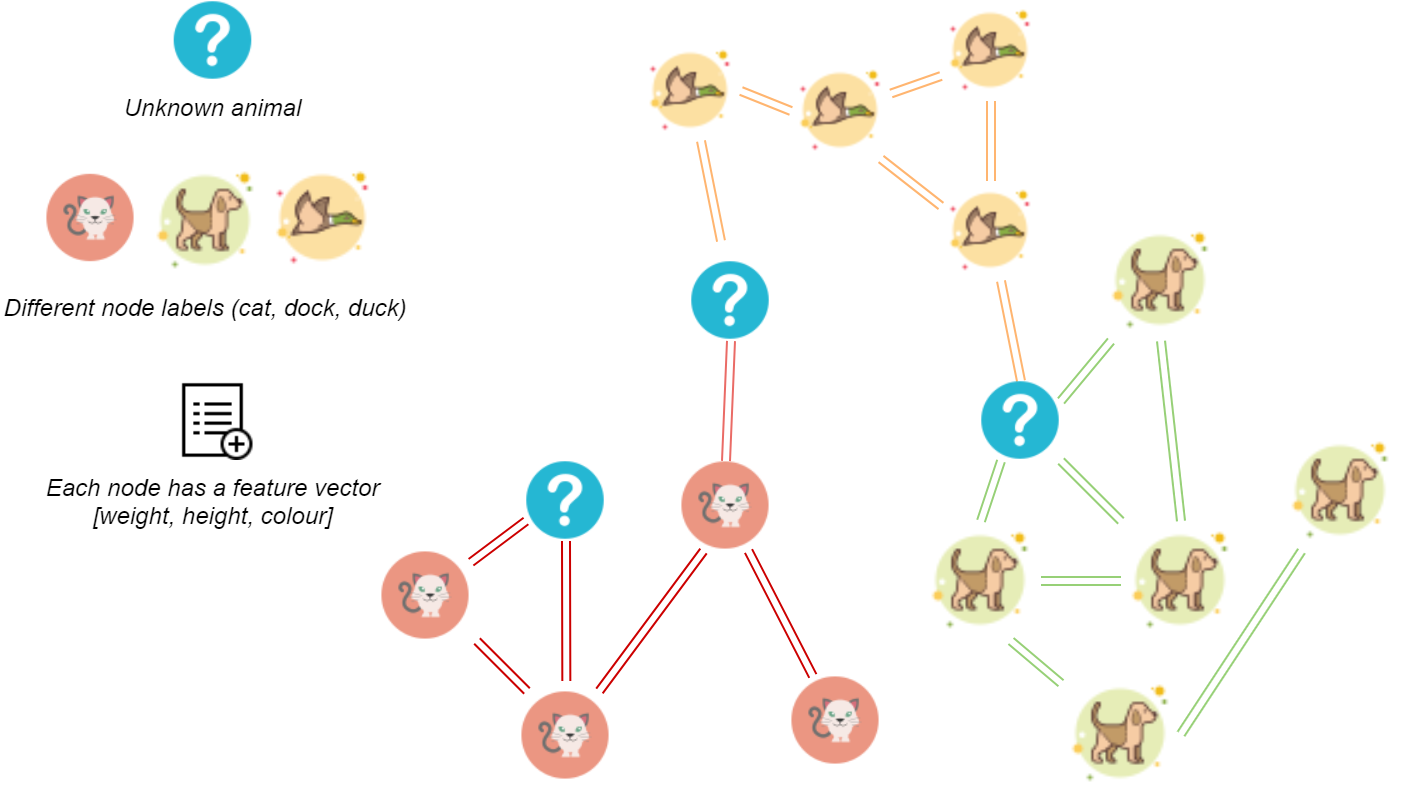 Unknown animal
Different node labels (cat, dock, duck)
Each node has a feature vector
[weight, height, colour]